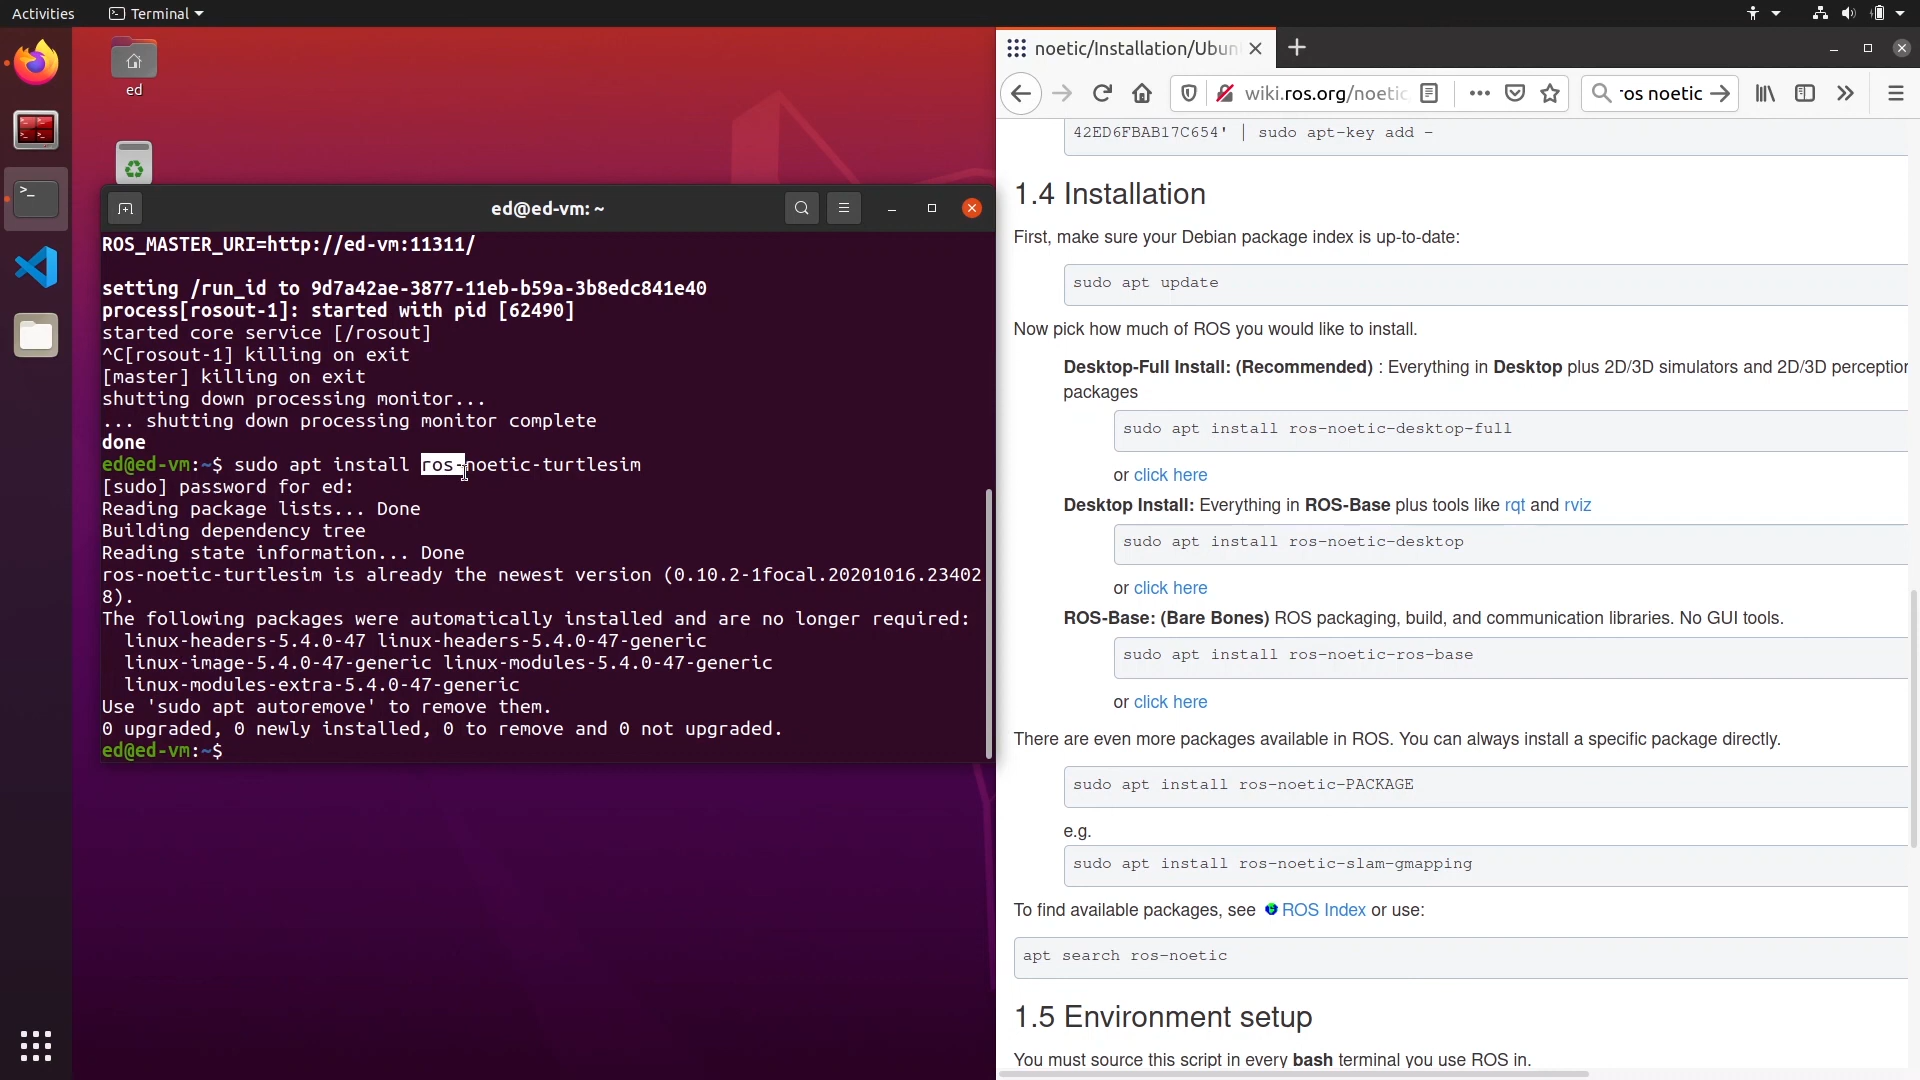 Activities
Terminal
ed
ed@ed-vm: ~
ROS_MASTER_URI=http://ed-vm:11311/
setting /run_id to 9d7a42ae-3877-11eb-b59a-3b8edc841e40
process[rosout-1]: started with pid [62490]
started core service [/rosout]
^C[rosout-1] killing on exit
[master] killing on exit
shutting down processing monitor...
... shutting down processing monitor complete
done
ed@ed-vm:~$ sudo apt install ros-noetic-turtlesim
[sudo] password for ed:
Reading package lists... Done
Building dependency tree
Reading state information... Done
ros-noetic-turtlesim is already the newest version (0.10.2-1focal.20201016.23402
8).
The following packages were automatically installed and are no longer required:
linux-headers-5.4.0-47 linux-headers-5.4.0-47-generic
linux-image-5.4.0-47-generic linux-modules-5.4.0-47-generic
linux-modules-extra-5.4.0-47-generic
Use 'sudo apt autoremove' to remove them.
0 upgraded, 0 newly installed, 0 to remove and 0 not upgraded.
ed@ed-vm:~$
noetic/Installation/Ubun
wiki.ros.org/noetic
ros noetic
42ED6FBAB17C654' | sudo apt-key add -
1.4 Installation
First, make sure your Debian package index is up-to-date:
sudo apt update
Now pick how much of ROS you would like to install.
Desktop-Full Install: (Recommended) : Everything in Desktop plus 2D/3D simulators and 2D/3D perception
packages
sudo apt install ros-noetic-desktop-full
or click here
Desktop Install: Everything in ROS-Base plus tools like rqt and rviz
sudo apt install ros-noetic-desktop
or click here
ROS-Base: (Bare Bones) ROS packaging, build, and communication libraries. No GUI tools.
sudo apt install ros-noetic-ros-base
or click here
There are even more packages available in ROS. You can always install a specific package directly.
sudo apt install ros-noetic-PACKAGE
e.g.
sudo apt install ros-noetic-slam-gmapping
To find available packages, see ROS Index or use:
apt search ros-noetic
1.5 Environment setup
You must source this script in every bash terminal you use ROS in.